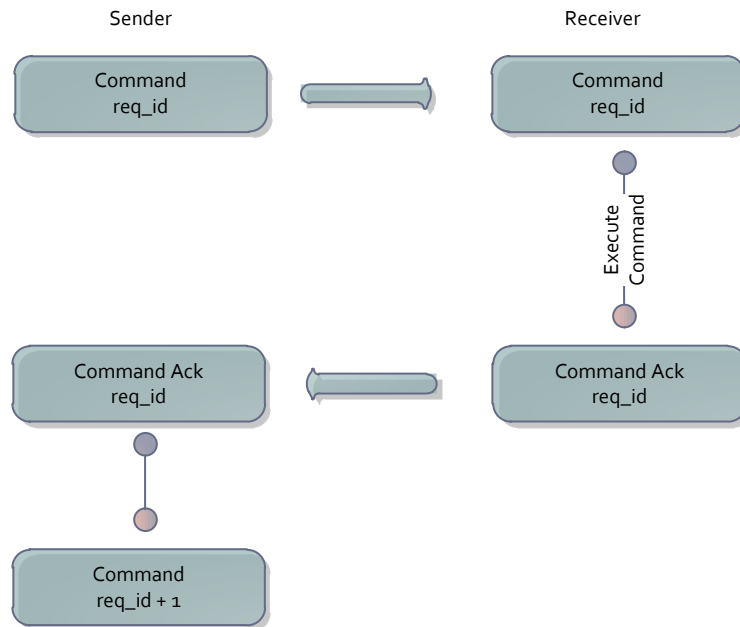 Sender
Receiver
Command
req_id
Command
req_id
Execute
Command
Command Ack
req_id
Command Ack
req_id
Command
req_id + 1